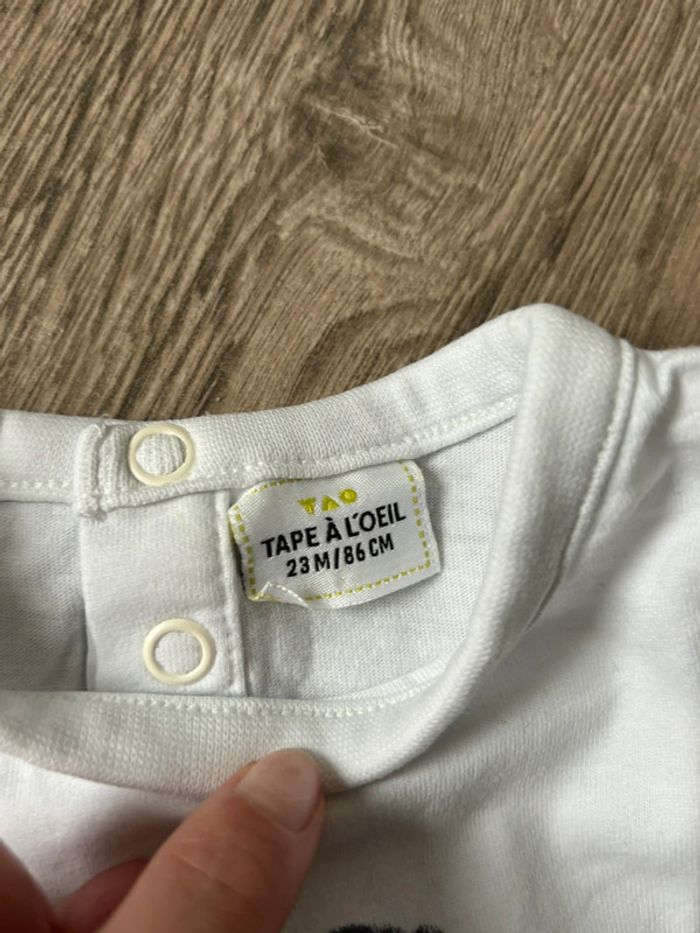 TAO
TAPE À L'OEIL
23M/86CM